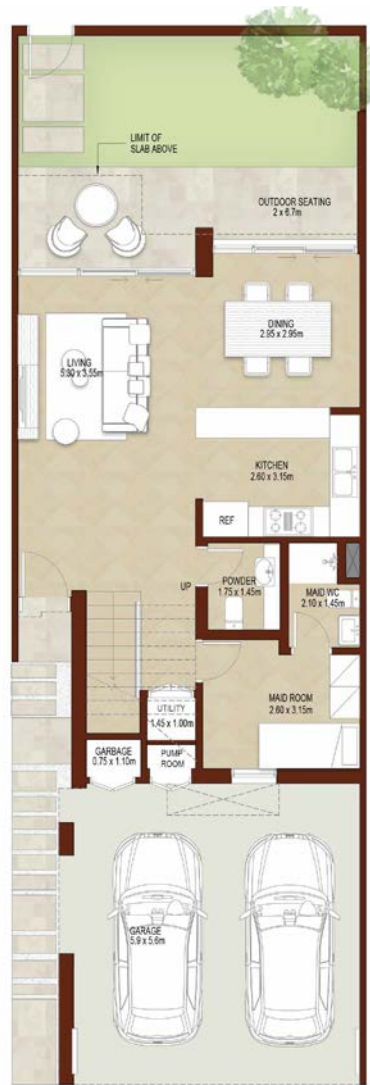 LIMIT OF
SLAB ABOVE
OUTDOOR SEATING
2 x 6.7m
DINING
2.95 x 2.95m
LIVING
5.80 x 3.55m
KITCHEN
2.60 x 3.15m
REF
UP
POWDER
1.75 x 1.45m
MAID WC
2.10 x 1.45m
MAID ROOM
2.60 x 3.15m
UTILITY
1.45 x 1.00m
GARBAGE
0.75 x 1.10m
PUMP
ROOM
GARAGE
5.9 x 5.6m